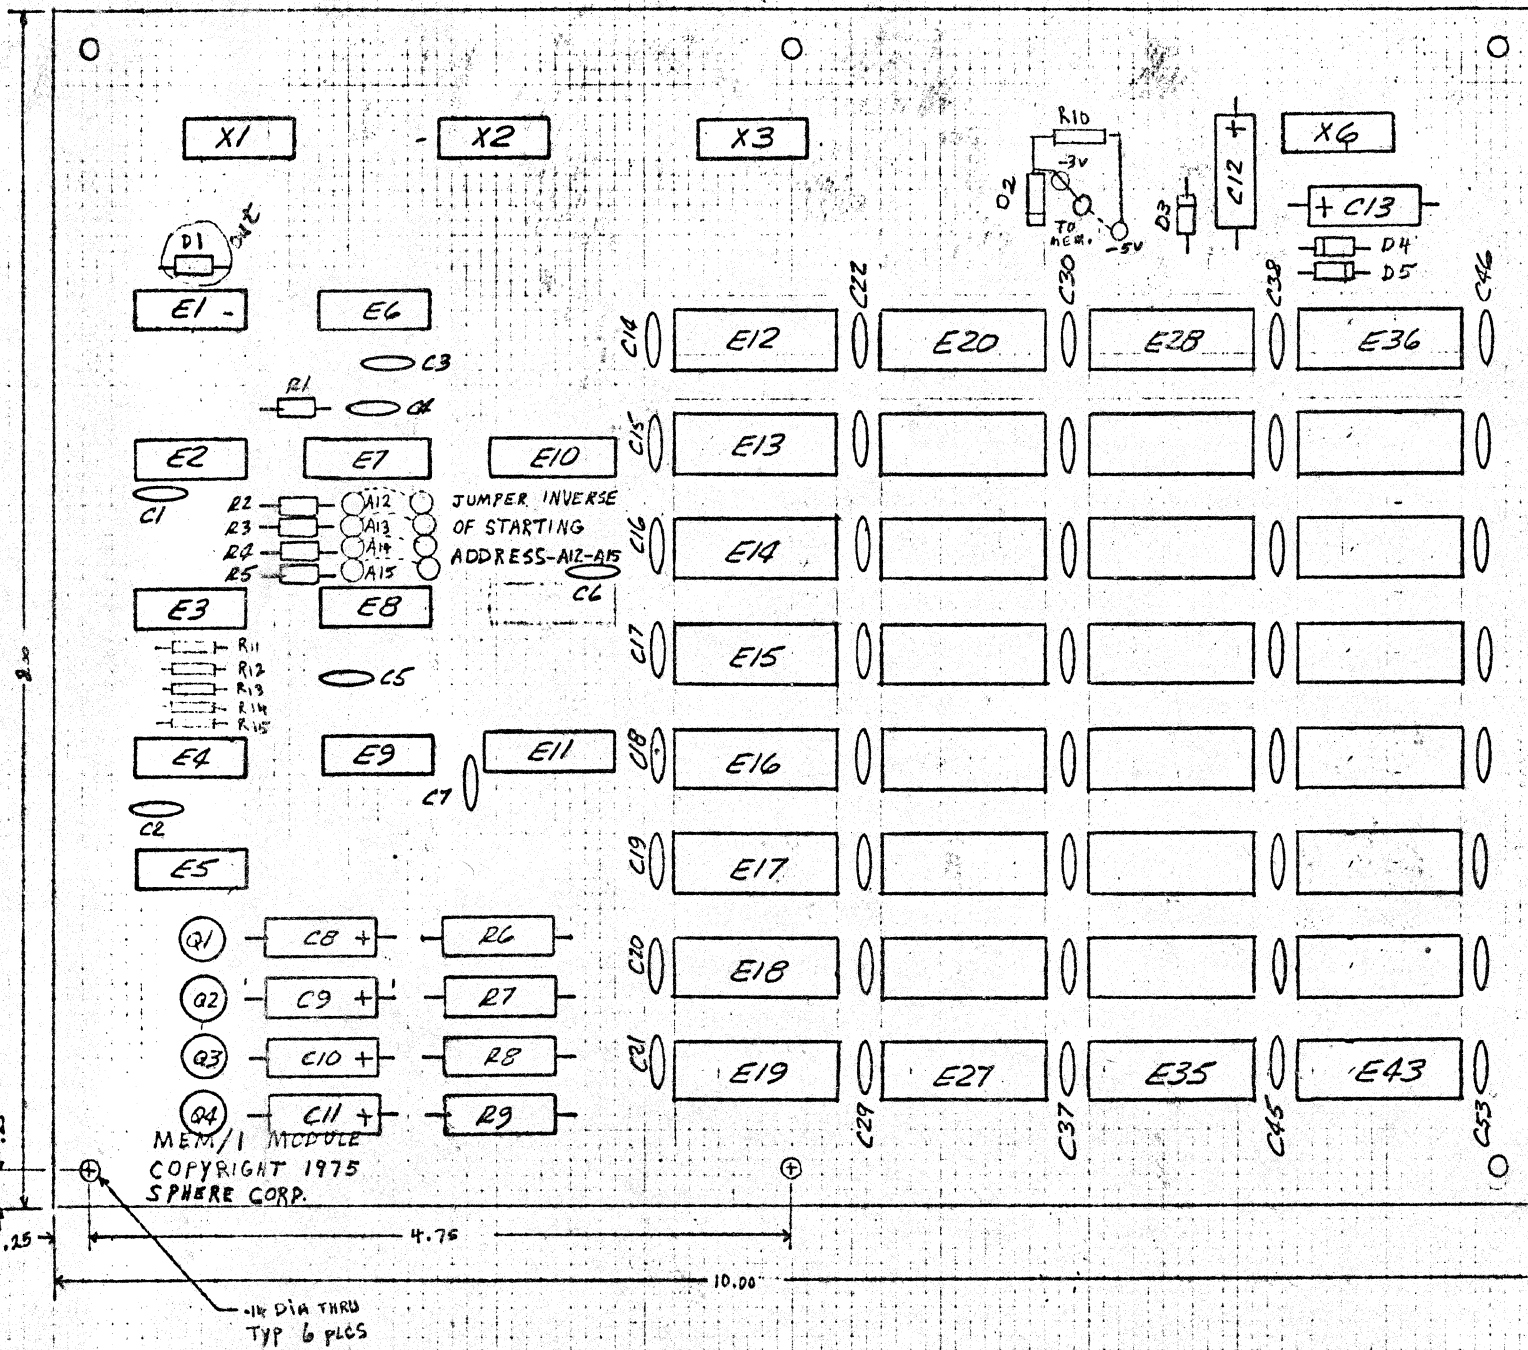 X1
X2
X3
R10
-3V
D2
TO
MEM.
-5V
D3
C12 +
X6
+ C13
D4
D5
D1
E1 -
E6
C3
R1
C4
E2
E7
E10
C1
R2
R3
R4
R5
A12
A13
A14
A15
JUMPER INVERSE
OF STARTING
ADDRESS-A12-A15
C6
E3
E8
R11
R12
R13
R14
R15
C5
E4
E9
E11
C7
C2
E5
C14
E12
C22
E20
C30
E28
C38
E36
C46
C15
E13
C16
E14
C17
E15
C18
E16
C19
E17
C20
E18
C21
E19
C29
E27
C37
E35
C45
E43
C53
Q1
C8 +
R6
Q2
C9 +
R7
Q3
C10 +
R8
Q4
C11 +
R9
MEM/1 MODULE
COPYRIGHT 1975
SPHERE CORP.
8.00
.25
.25
4.75
10.00
.14 DIA THRU
TYP 6 PLCS